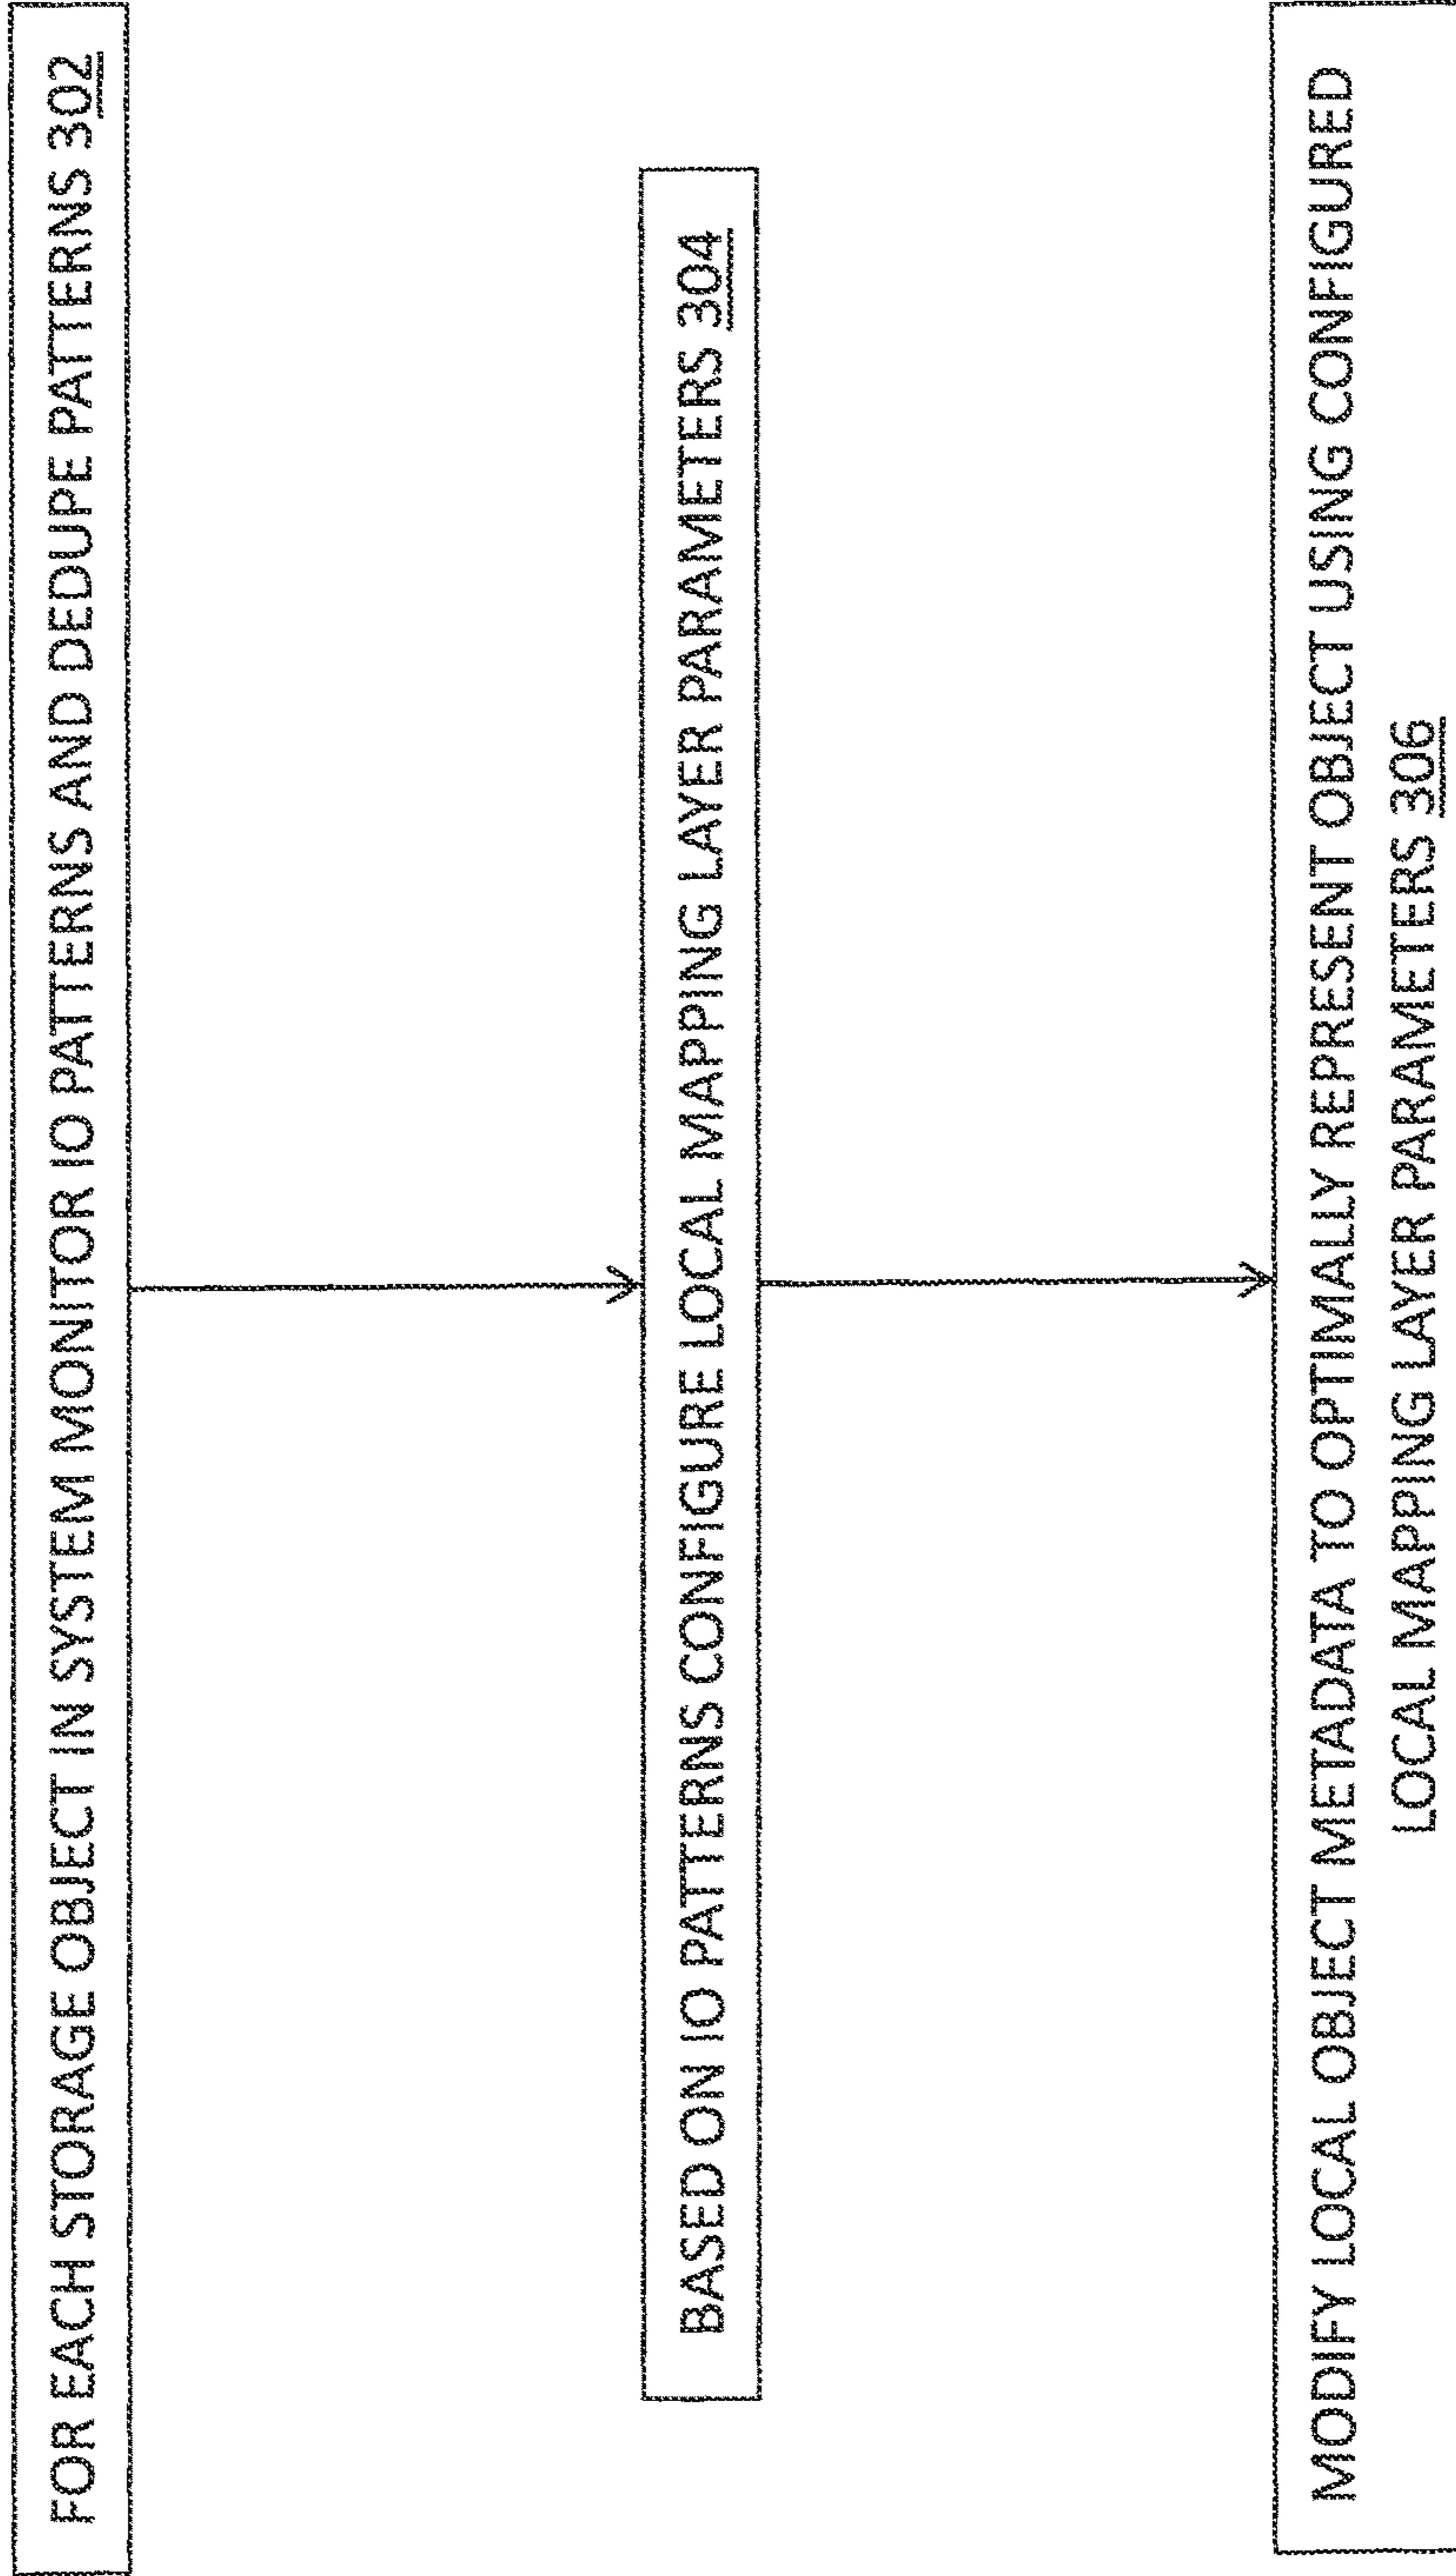 FOR EACH STORAGE OBJECT IN SYSTEM MONITOR IO PATTERNS AND DEDUPE PATTERNS 302
BASED ON IO PATTERNS CONFIGURE LOCAL MAPPING LAYER PARAMETERS 304
MODIFY LOCAL OBJECT METADATA TO OPTIMALLY REPRESENT OBJECT USING CONFIGURED
LOCAL MAPPING LAYER PARAMETERS 306